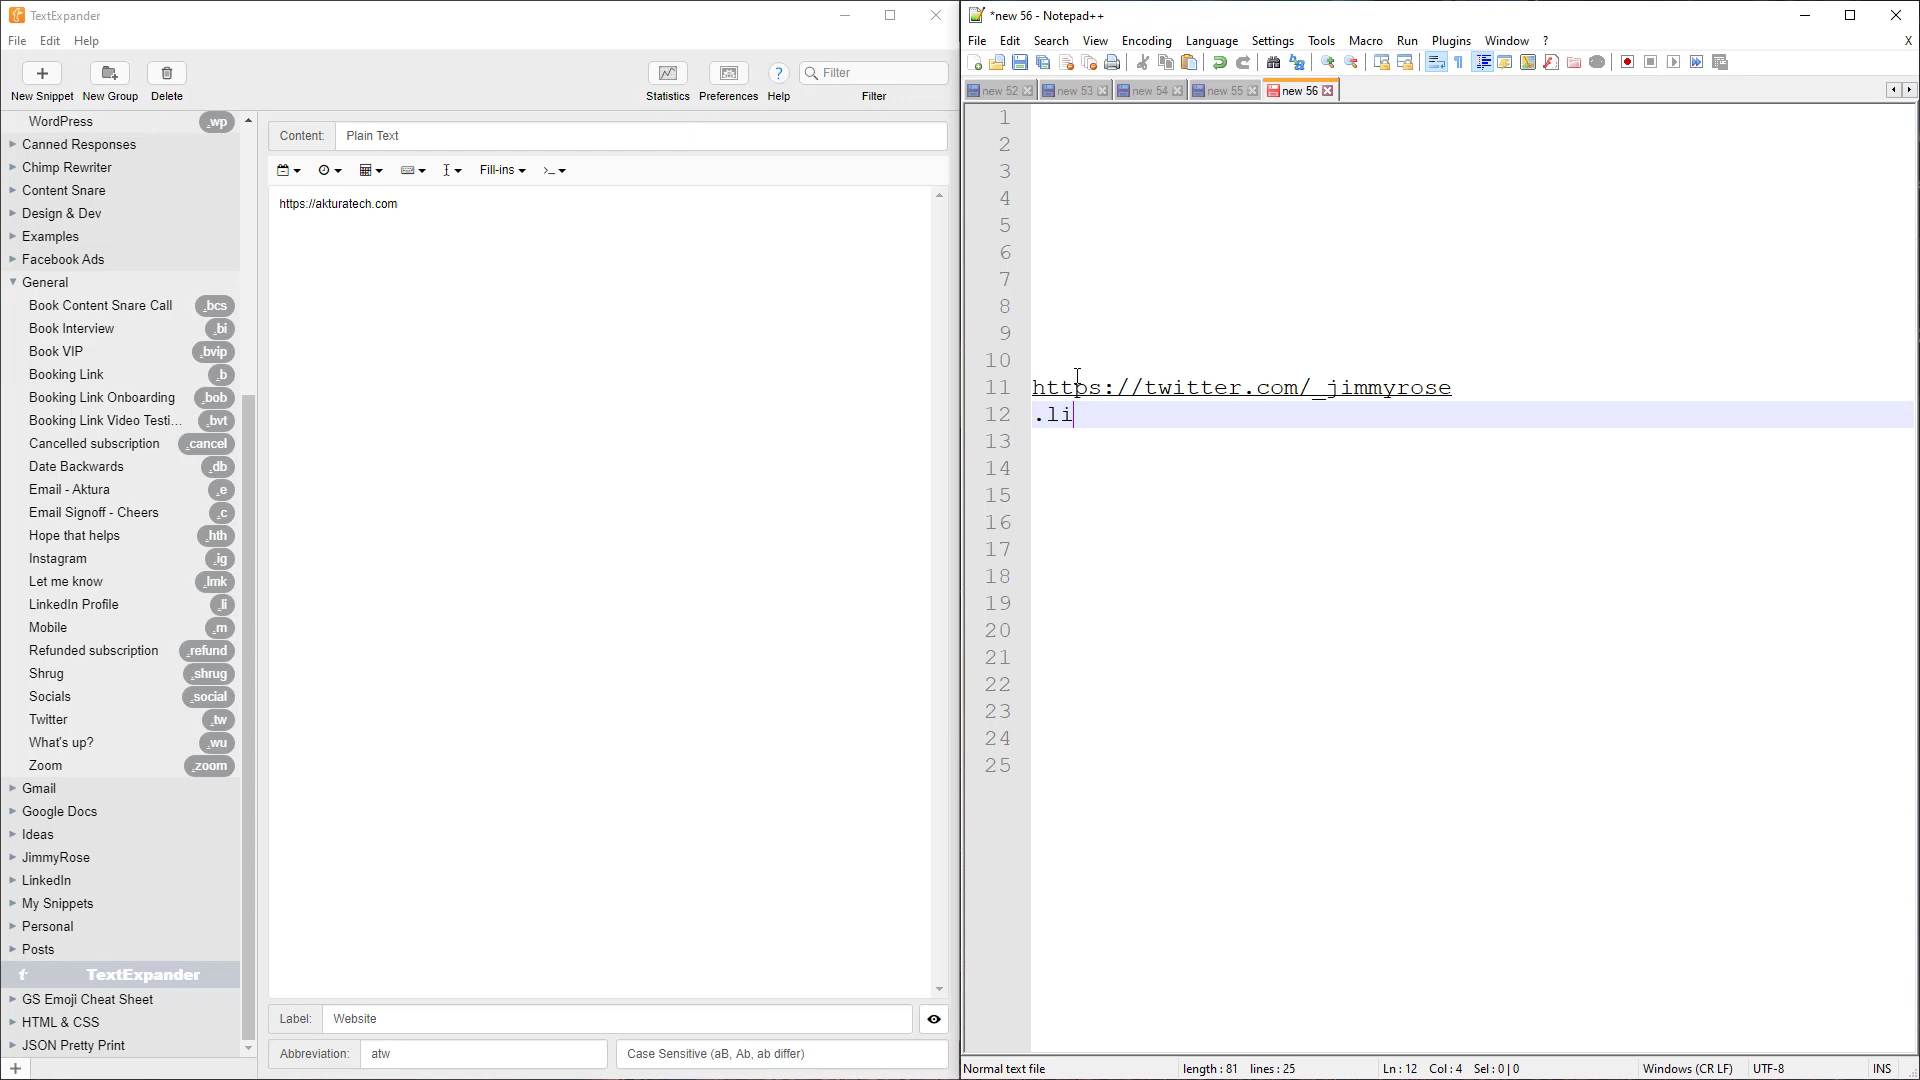 TextExpander
File Edit Help
New Snippet New Group Delete
Statistics Preferences Help
Filter
Filter
WordPress .wp
Canned Responses
Chimp Rewriter
Content Snare
Design & Dev
Examples
Facebook Ads
General
Book Content Snare Call .bcs
Book Interview .bi
Book VIP .bvip
Booking Link .b
Booking Link Onboarding .bob
Booking Link Video Testi... .bvt
Cancelled subscription .cancel
Date Backwards .db
Email - Aktura .e
Email Signoff - Cheers .c
Hope that helps .hth
Instagram .ig
Let me know .lmk
LinkedIn Profile .li
Mobile .m
Refunded subscription .refund
Shrug .shrug
Socials .social
Twitter .tw
What's up? .wu
Zoom .zoom
Gmail
Google Docs
Ideas
JimmyRose
LinkedIn
My Snippets
Personal
Posts
TextExpander
GS Emoji Cheat Sheet
HTML & CSS
JSON Pretty Print
Content: Plain Text
Fill-ins
https://akturatech.com
Label: Website
Abbreviation: atw
Case Sensitive (aB, Ab, ab differ)
*new 56 - Notepad++
File Edit Search View Encoding Language Settings Tools Macro Run Plugins Window ? X
new 52 new 53 new 54 new 55 new 56
1
2
3
4
5
6
7
8
9
10
11 https://twitter.com/_jimmyrose
12 .li
13
14
15
16
17
18
19
20
21
22
23
24
25
Normal text file length : 81 lines : 25 Ln : 12 Col : 4 Sel : 0 | 0 Windows (CR LF) UTF-8 INS